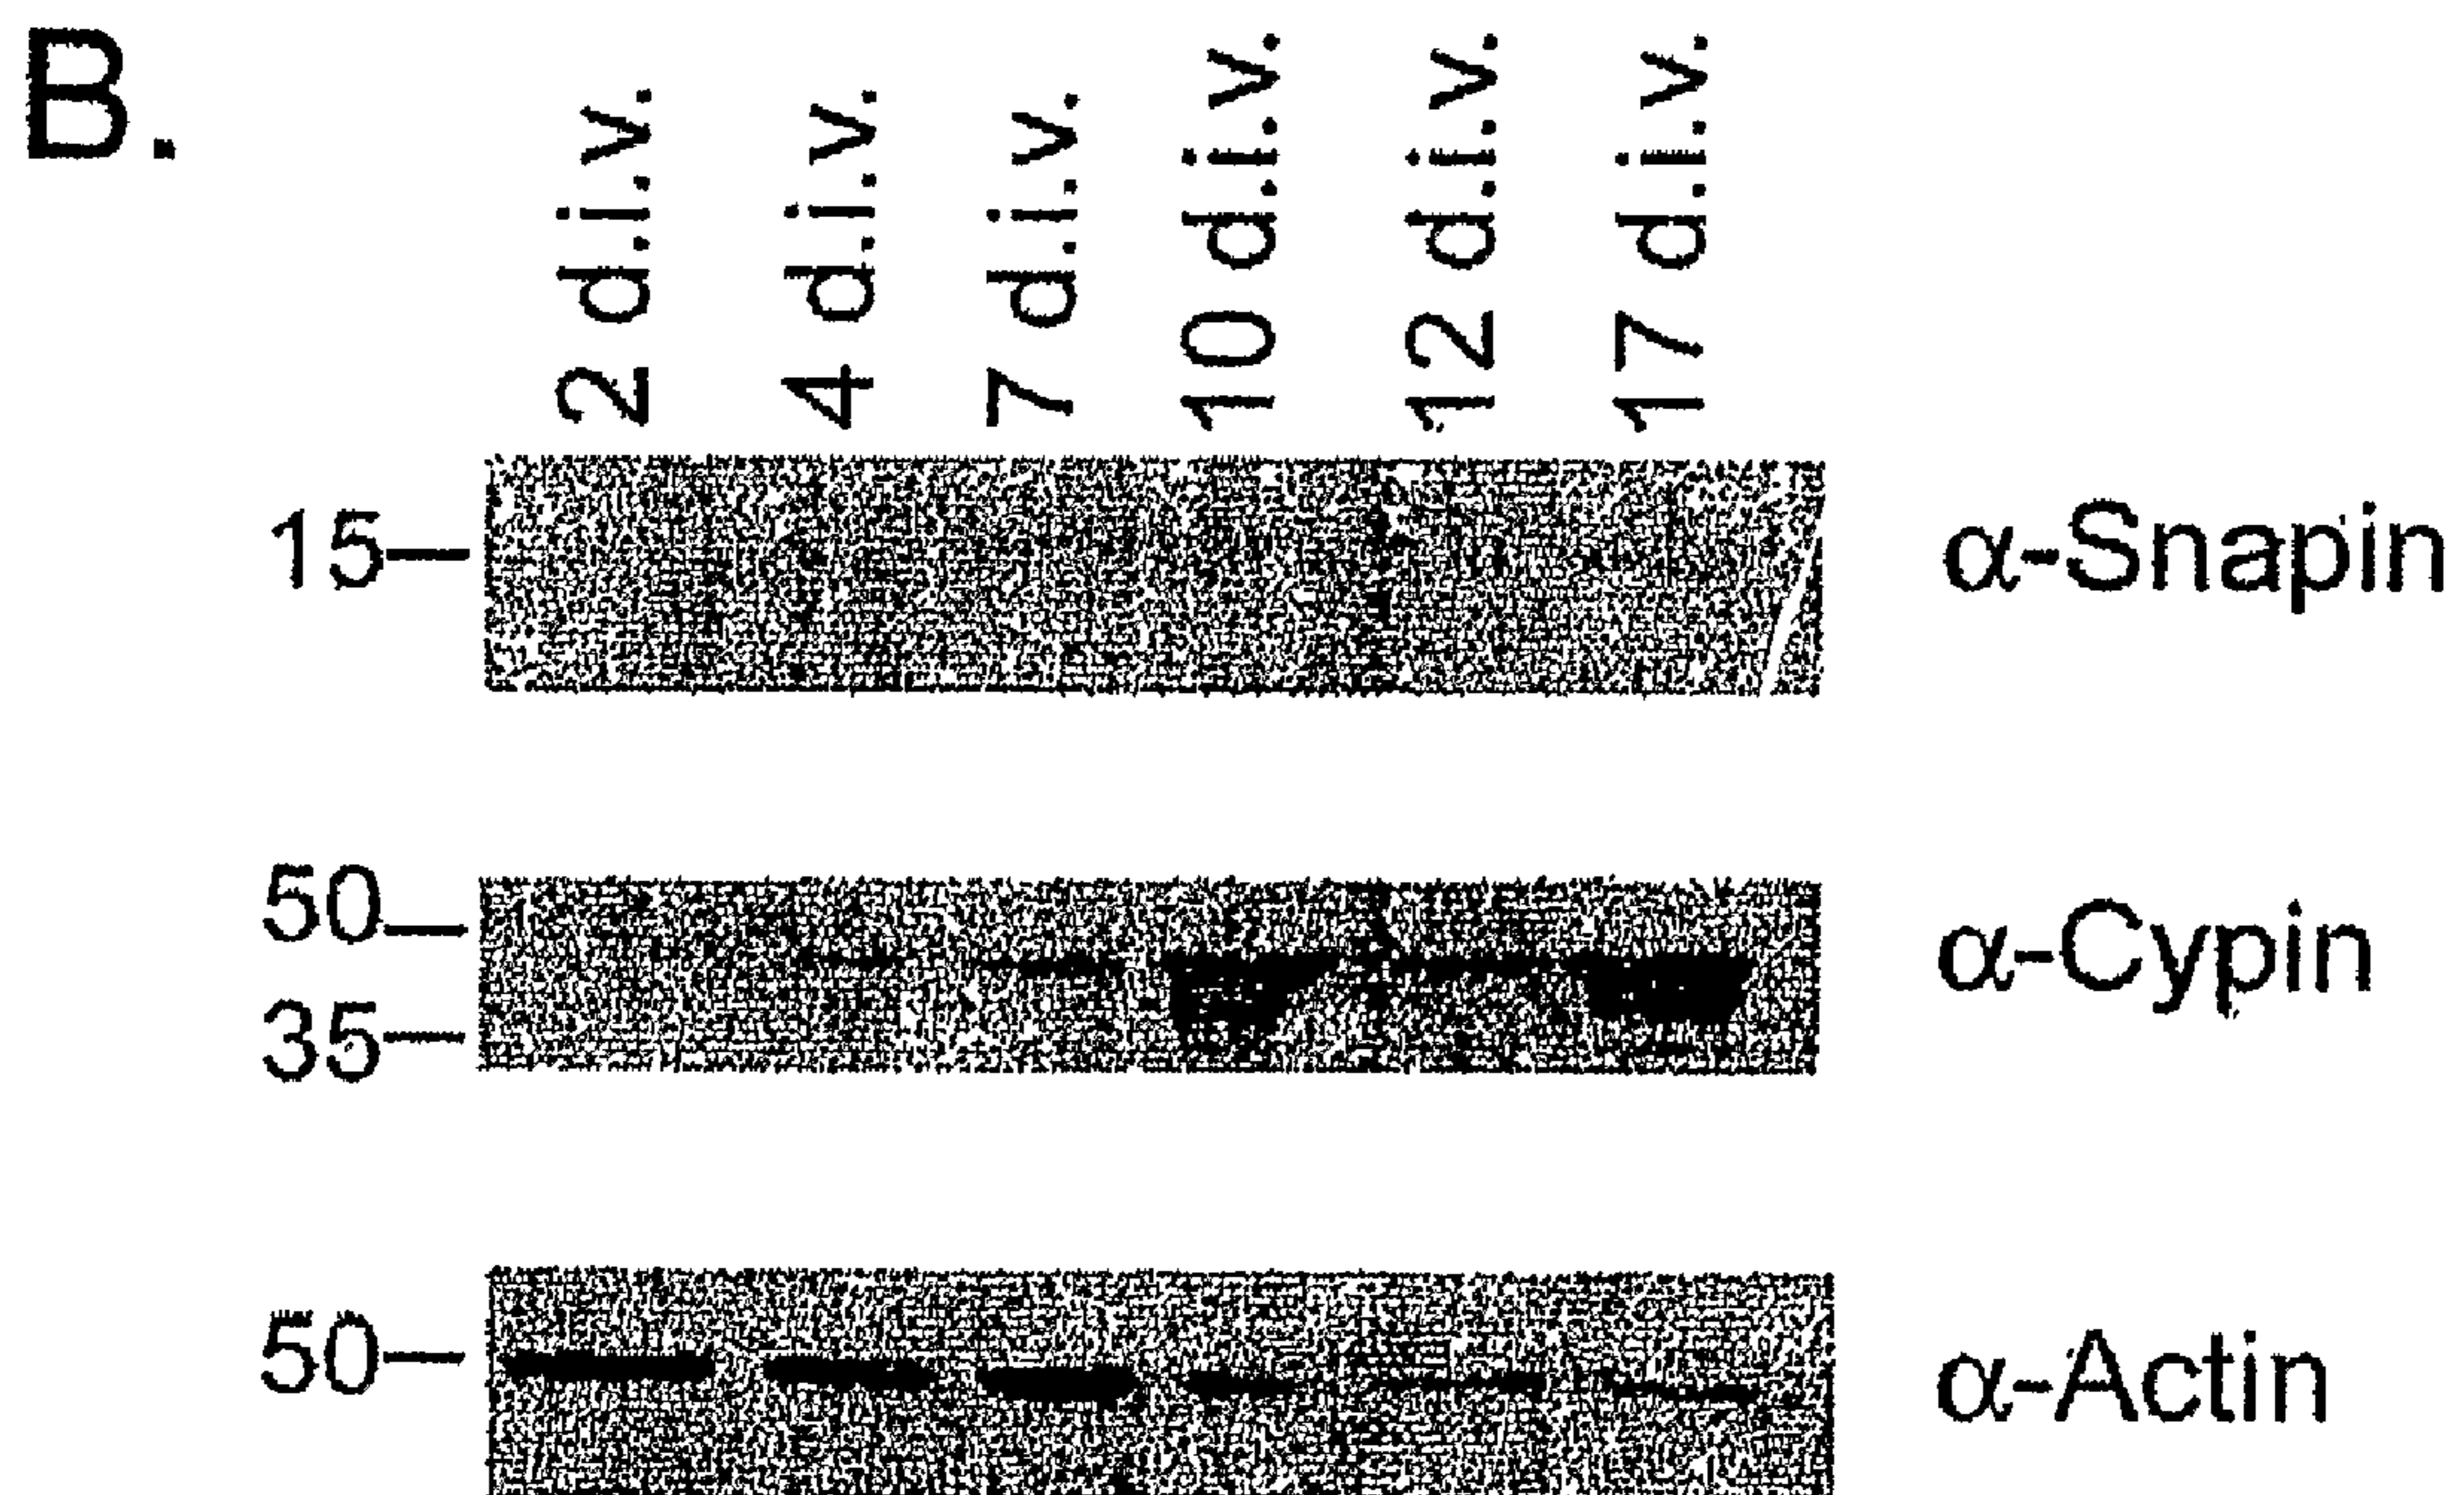 B.
2 d.i.v.
4 d.i.v.
7 d.i.v.
10 d.i.v.
12 d.i.v.
17 d.i.v.
15
α-Snapin
50
35
α-Cypin
50
α-Actin